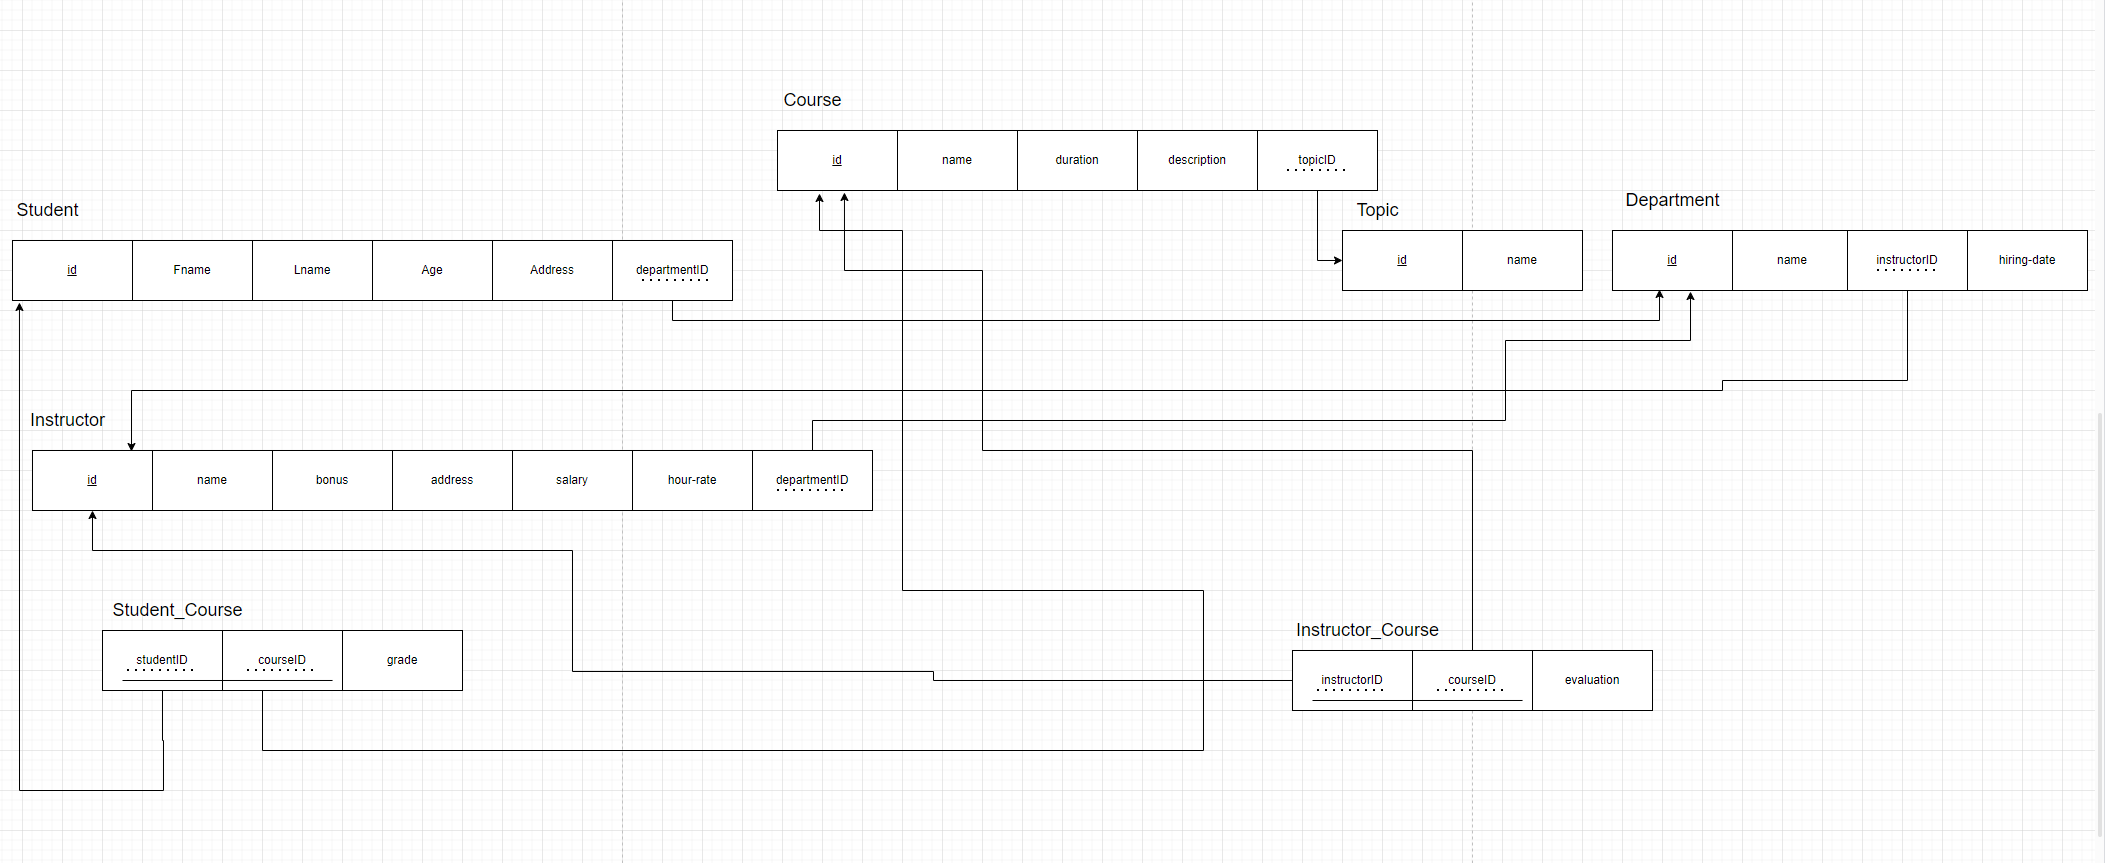 Course
id name duration description topicID
Student
id Fname Lname Age Address departmentID
Topic
id name
Department
id name instructorID hiring-date
Instructor
id name bonus address salary hour-rate departmentID
Student_Course
studentID courseID grade
Instructor_Course
instructorID courseID evaluation